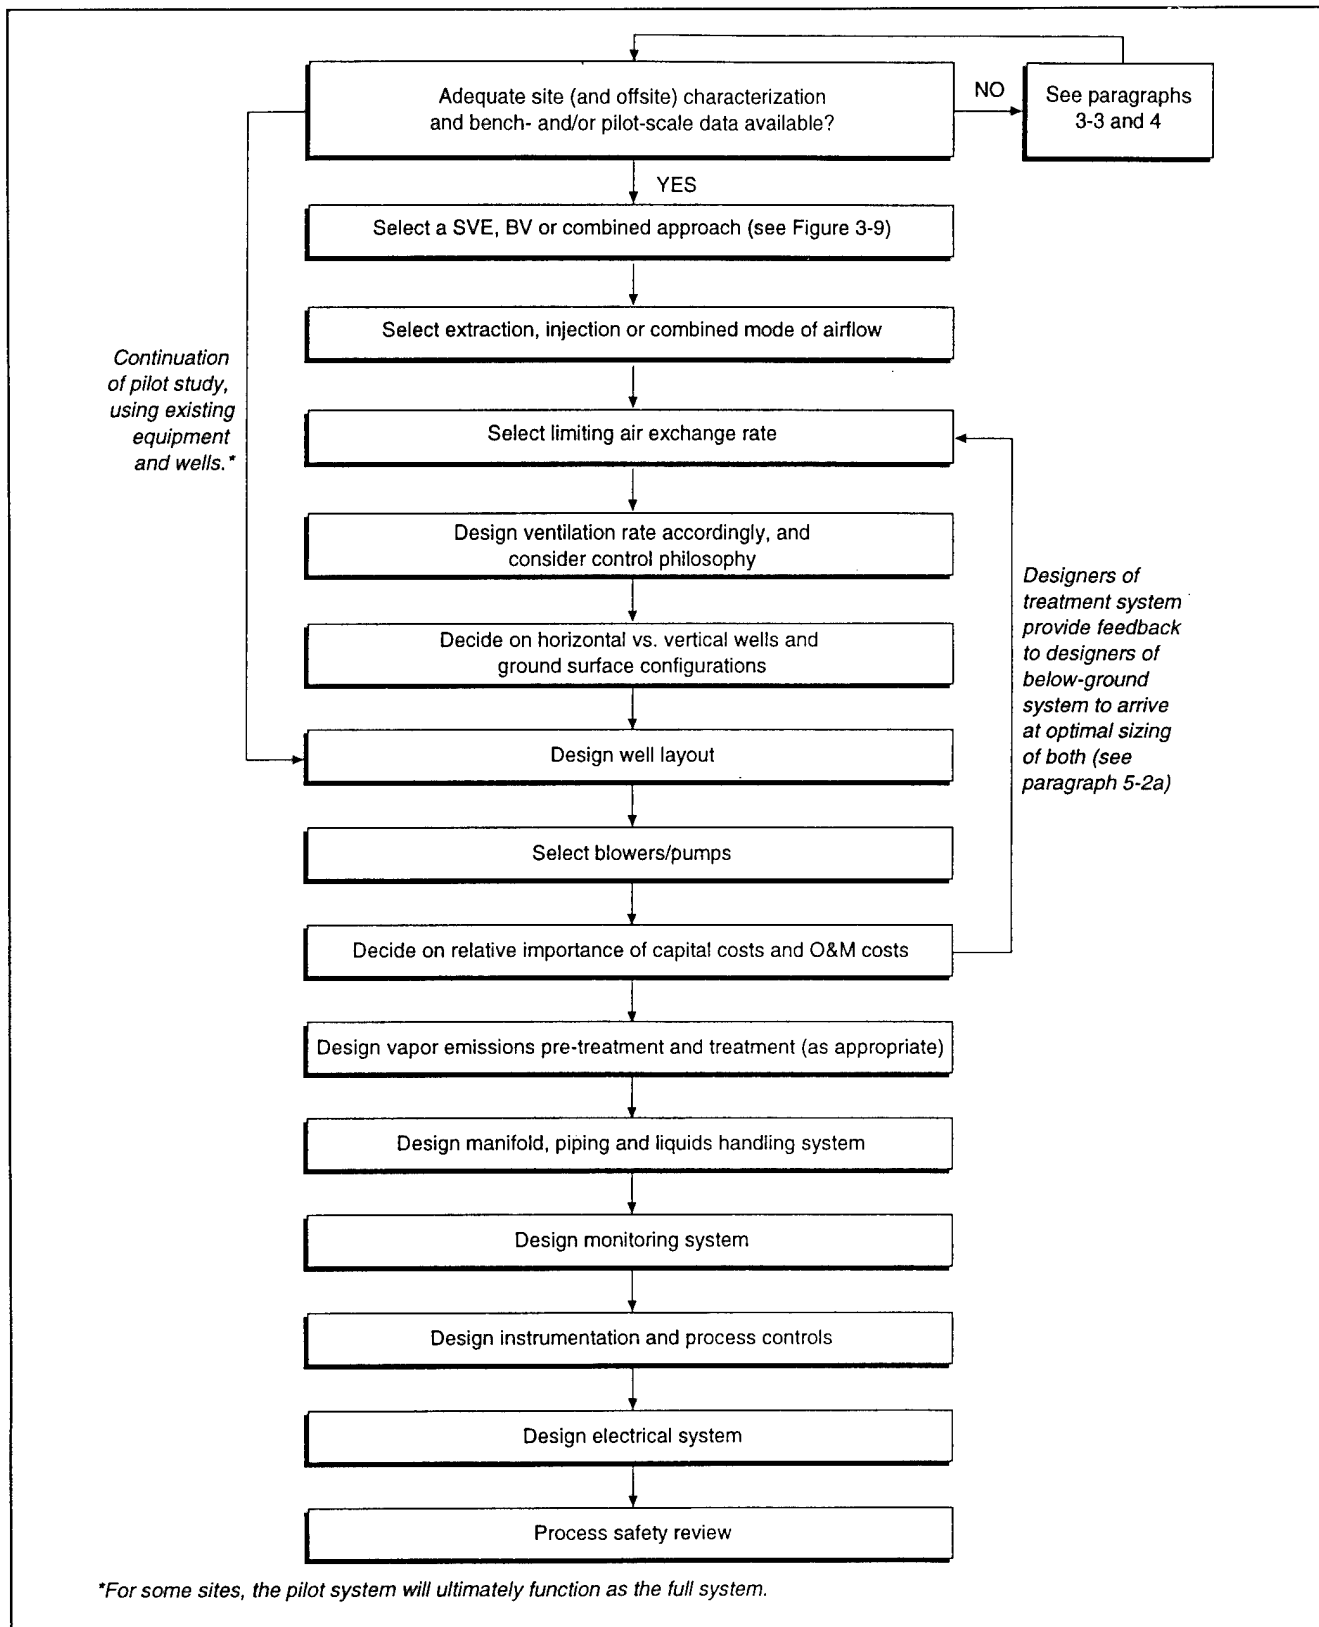 Adequate site (and offsite) characterization
and bench- and/or pilot-scale data available?
NO
See paragraphs
3-3 and 4
YES
Select a SVE, BV or combined approach (see Figure 3-9)
Select extraction, injection or combined mode of airflow
Continuation
of pilot study,
using existing
equipment
and wells.*
Select limiting air exchange rate
Design ventilation rate accordingly, and
consider control philosophy
Decide on horizontal vs. vertical wells and
ground surface configurations
Designers of
treatment system
provide feedback
to designers of
below-ground
system to arrive
at optimal sizing
of both (see
paragraph 5-2a)
Design well layout
Select blowers/pumps
Decide on relative importance of capital costs and O&M costs
Design vapor emissions pre-treatment and treatment (as appropriate)
Design manifold, piping and liquids handling system
Design monitoring system
Design instrumentation and process controls
Design electrical system
Process safety review
*For some sites, the pilot system will ultimately function as the full system.